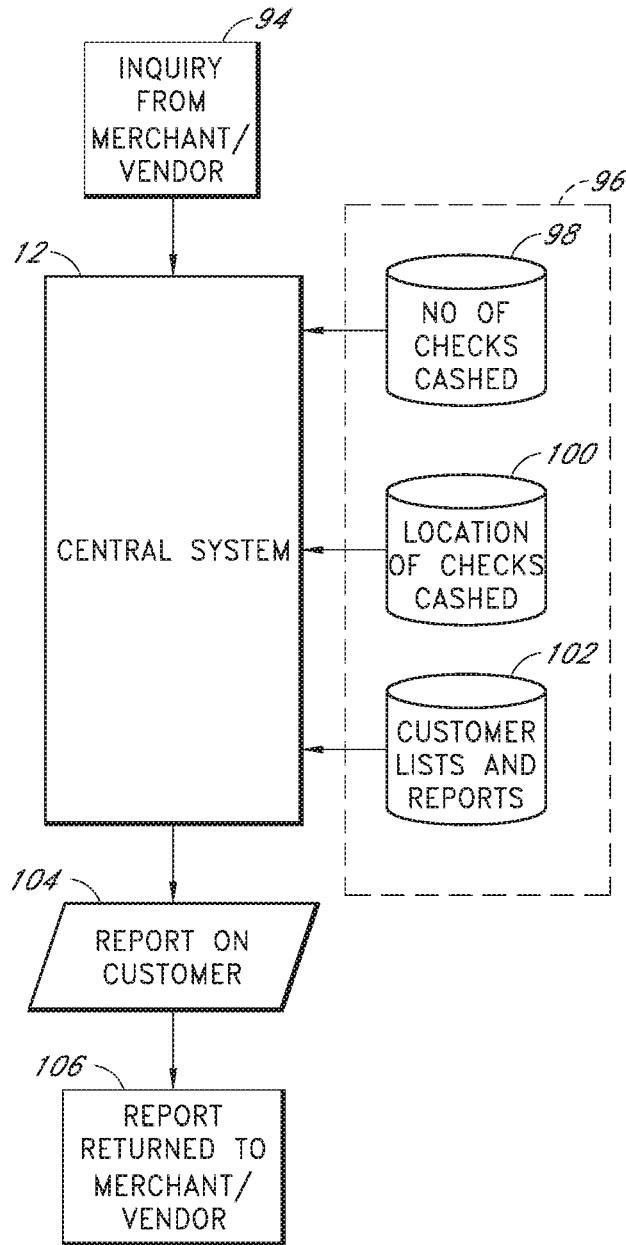 94
INQUIRY
FROM
MERCHANT/
VENDOR
96
12
98
NO OF
CHECKS
CASHED
100
CENTRAL SYSTEM
LOCATION
OF CHECKS
CASHED
102
CUSTOMER
LISTS AND
REPORTS
104
REPORT ON
CUSTOMER
106
REPORT
RETURNED TO
MERCHANT/
VENDOR